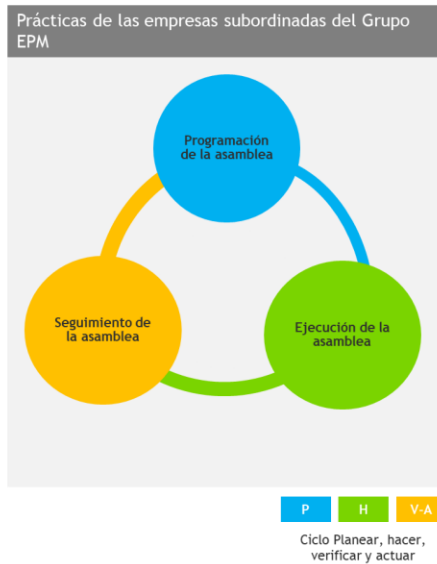 Prácticas de las empresas subordinadas del Grupo
EPM
Programación
de la asamblea
Seguimiento de
la asamblea
Ejecución de la
asamblea
P
H
V-A
Ciclo Planear, hacer,
verificar y actuar